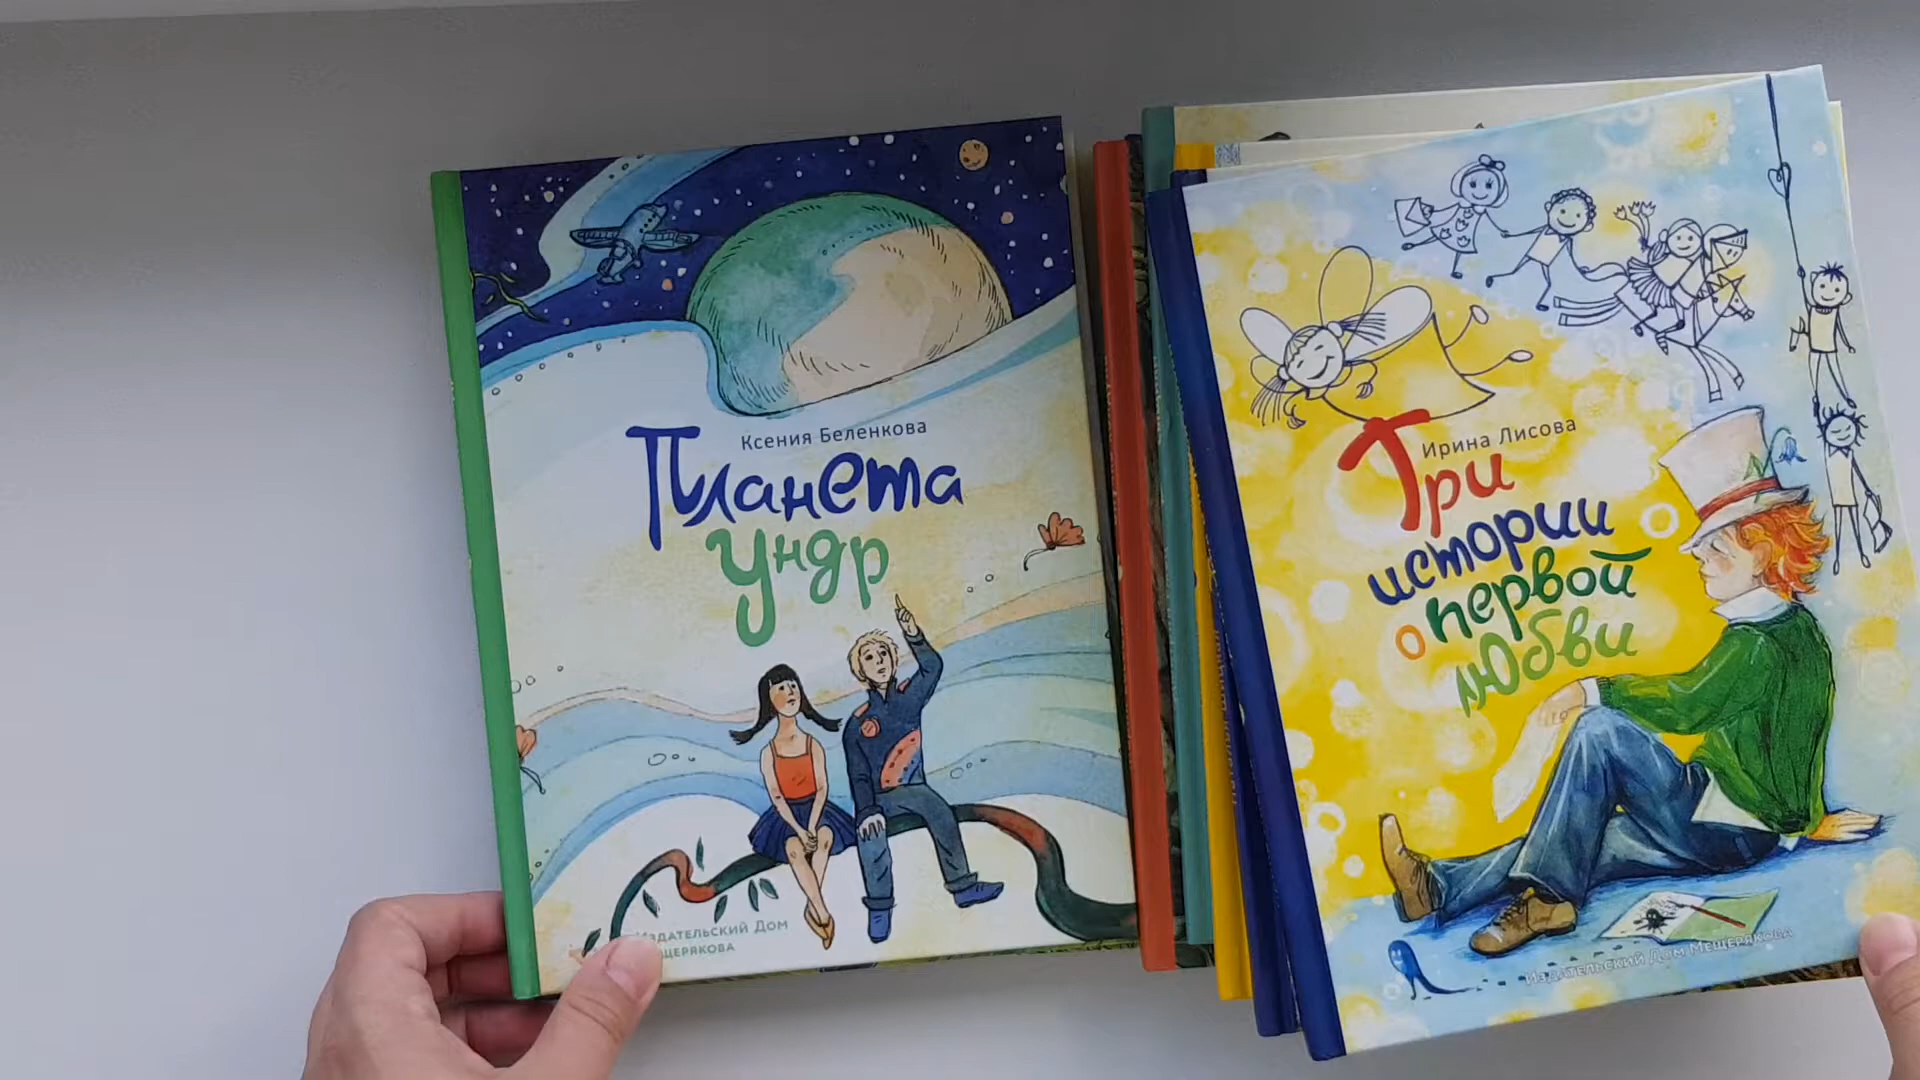 Ксения Беленкова
Планета
Ундр
Издательский Дом
Мещерякова
Ирина Лисова
Три
истории
о первой
любви
Издательский Дом Мещерякова